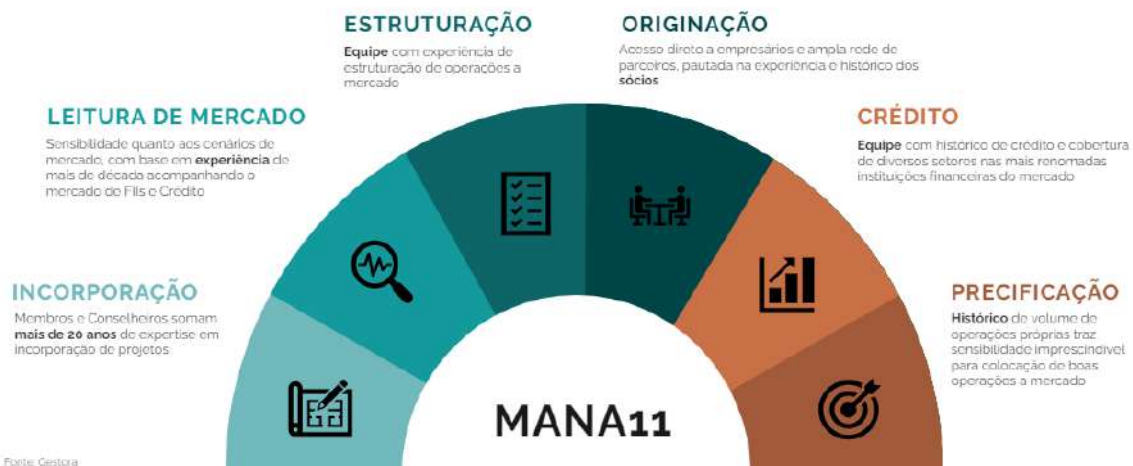 ESTRUTURAÇÃO
Equipe com experiência de
estruturação de operações a
mercado
ORIGINAÇÃO
Acesso direto a empresários e ampla rede de
parceiros, pautada na experiência e histórico dos
sócios
LEITURA DE MERCADO
Sensibilidade quanto aos cenários de
mercado, com base em experiência de
mais de década acompanhando o
mercado de FIIs e Crédito
CRÉDITO
Equipe com histórico de crédito e cobertura
de diversos setores nas mais renomadas
instituições financeiras do mercado
INCORPORAÇÃO
Membros e Conselheiros somam
mais de 20 anos de expertise em
incorporação de projetos
PRECIFICAÇÃO
Histórico de volume de
operações próprias traz
sensibilidade imprescindível
para colocação de boas
operações a mercado
MANA11
Fonte: Gestora